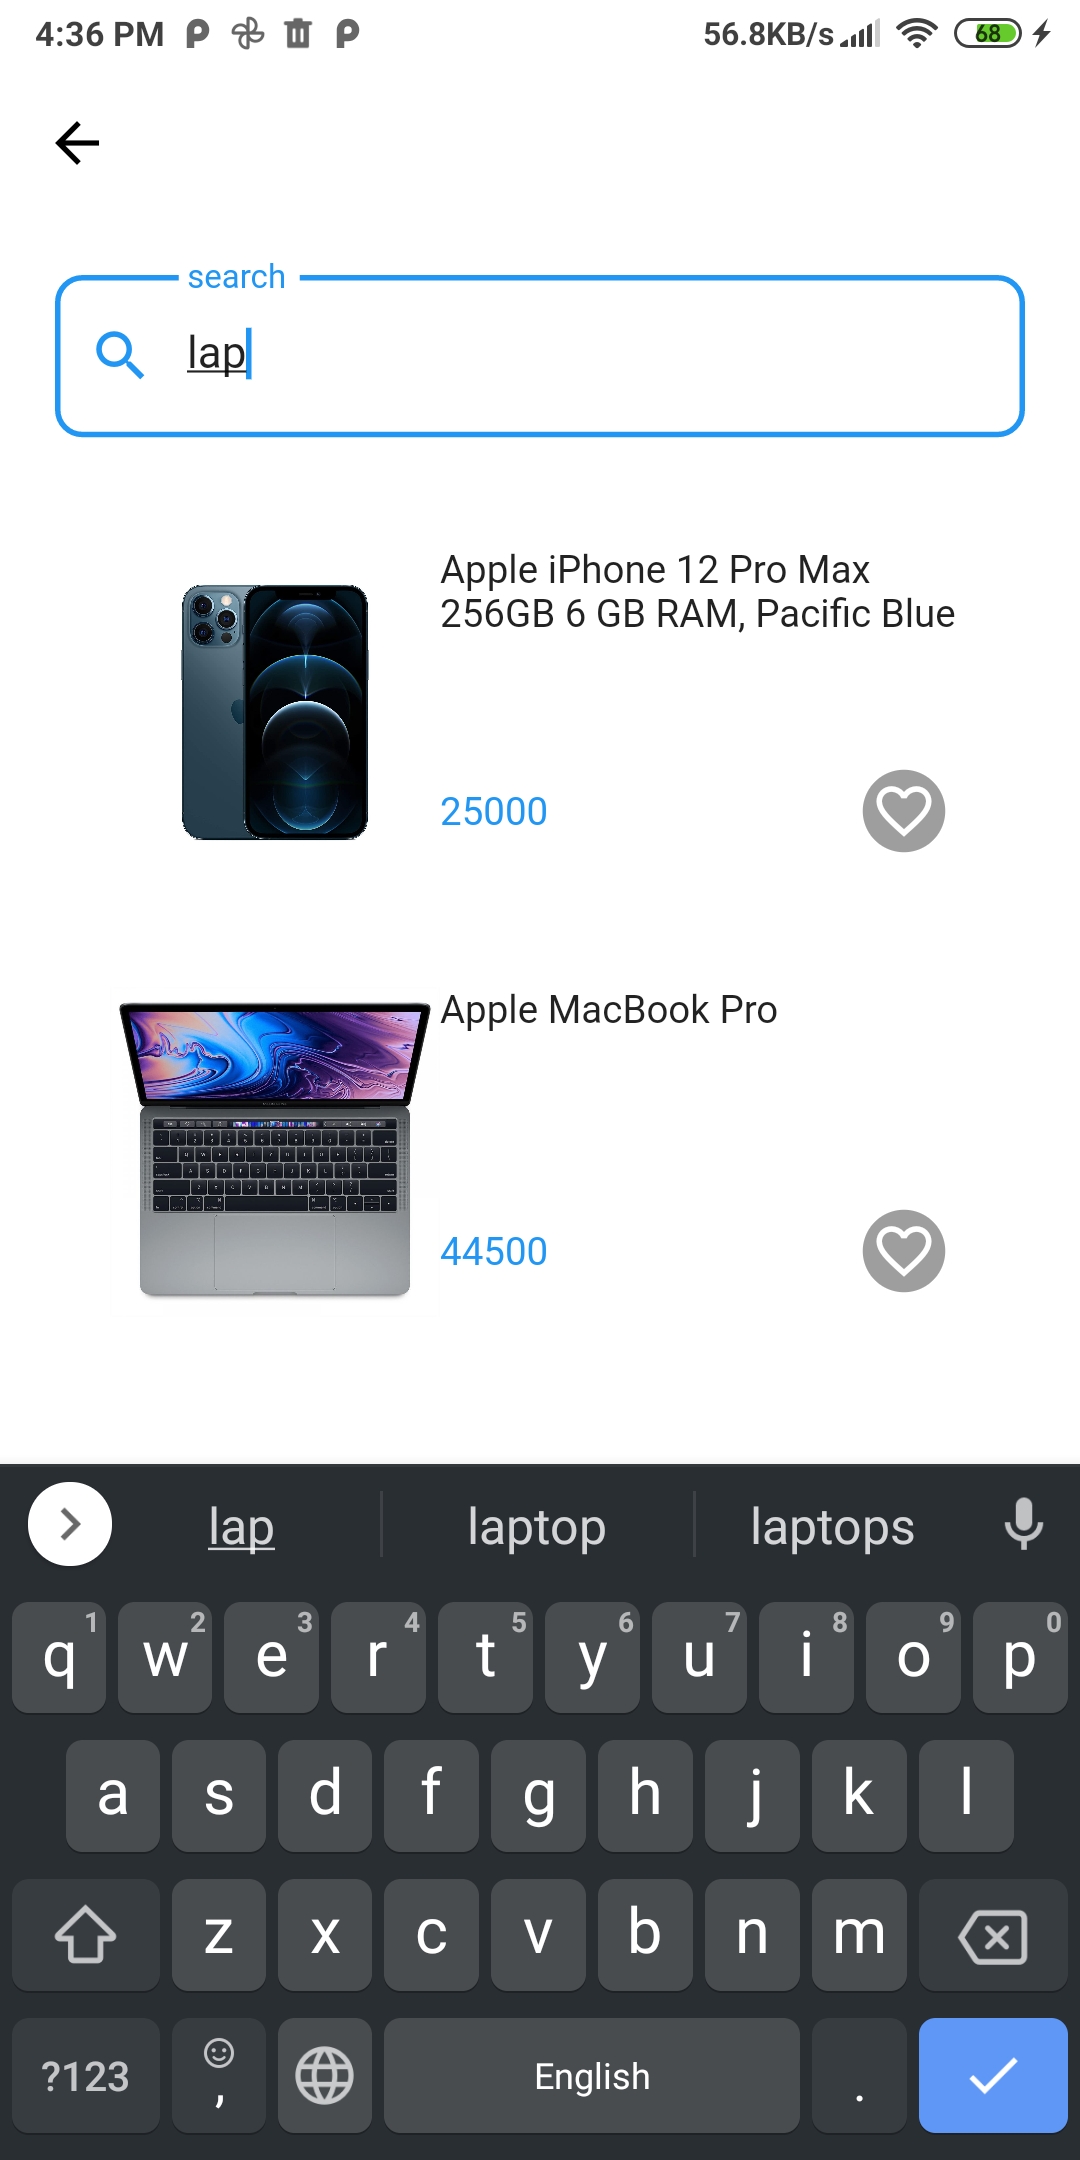 4:36 PM 56.8KB/s 68
search
lap
Apple iPhone 12 Pro Max
256GB 6 GB RAM, Pacific Blue
25000
Apple MacBook Pro
44500
lap laptop laptops
q 1 w 2 e 3 r 4 t 5 y 6 u 7 i 8 o 9 p 0
a s d f g h j k l
z x c v b n m
?123 , English .